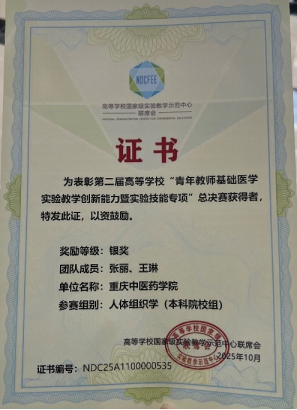 NDCFEE
高等学校国家级实验教学示范中心
联席会
证书
为表彰第二届高等学校“青年教师基础医学
实验教学创新能力暨实验技能专项”总决赛获得者，
特发此证，以资鼓励。
奖励等级：银奖
团队成员：张丽、王琳
单位名称：重庆中医药学院
参赛组别：人体组织学（本科院校组）
高等学校国家级实验教学示范中心联席会
2025年10月
证书编号：NDC25A1100000535